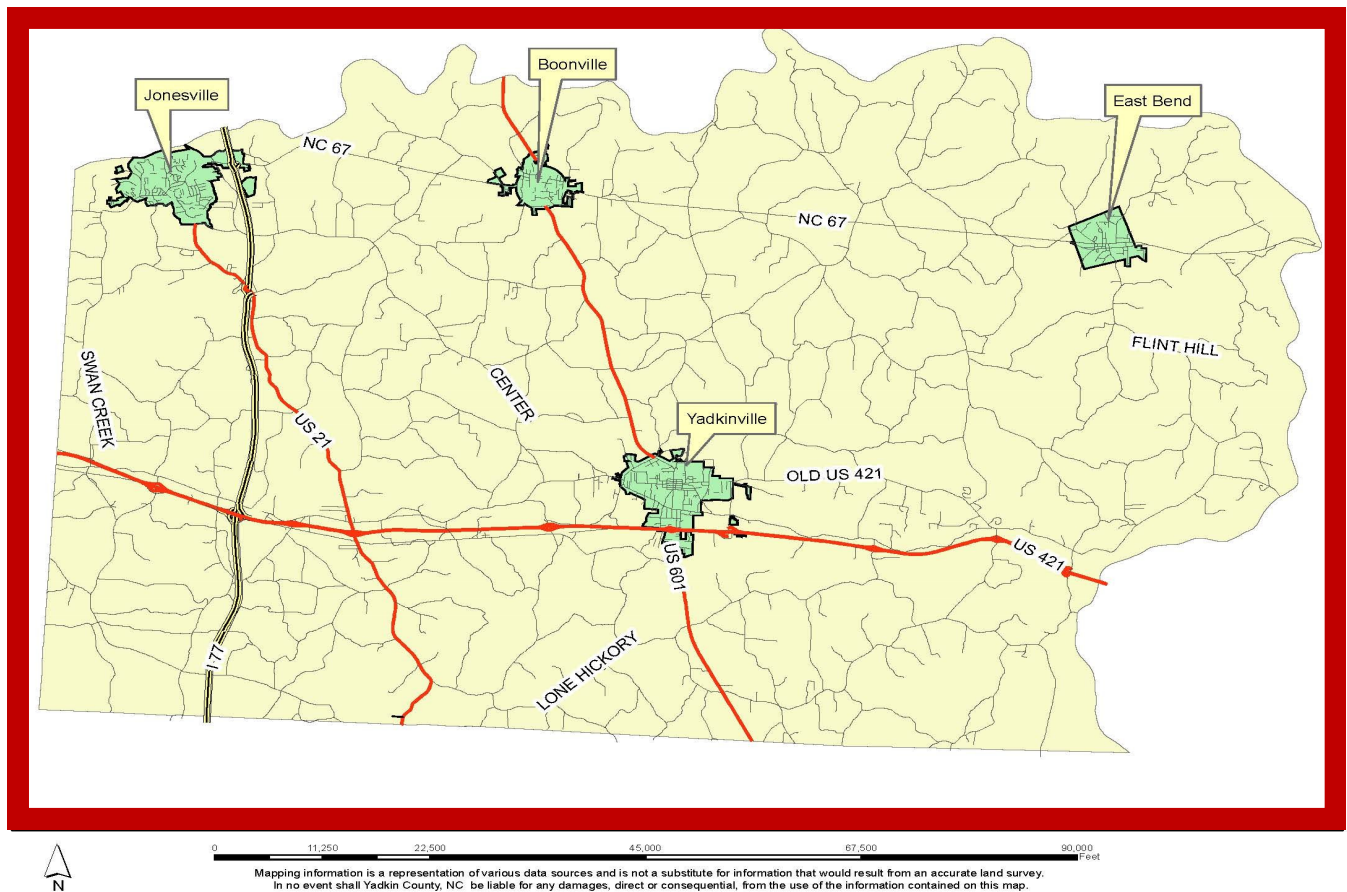 Boonville
Jonesville
East Bend
NC 67
NC 67
FLINT HILL
SWAN CREEK
CENTER
US 21
Yadkinville
OLD US 421
US 421
US 601
I 77
LONE HICKORY
N
0 11,250 22,500 45,000 67,500 90,000
Feet
Mapping information is a representation of various data sources and is not a substitute for information that would result from an accurate land survey.
In no event shall Yadkin County, NC be liable for any damages, direct or consequential, from the use of the information contained on this map.